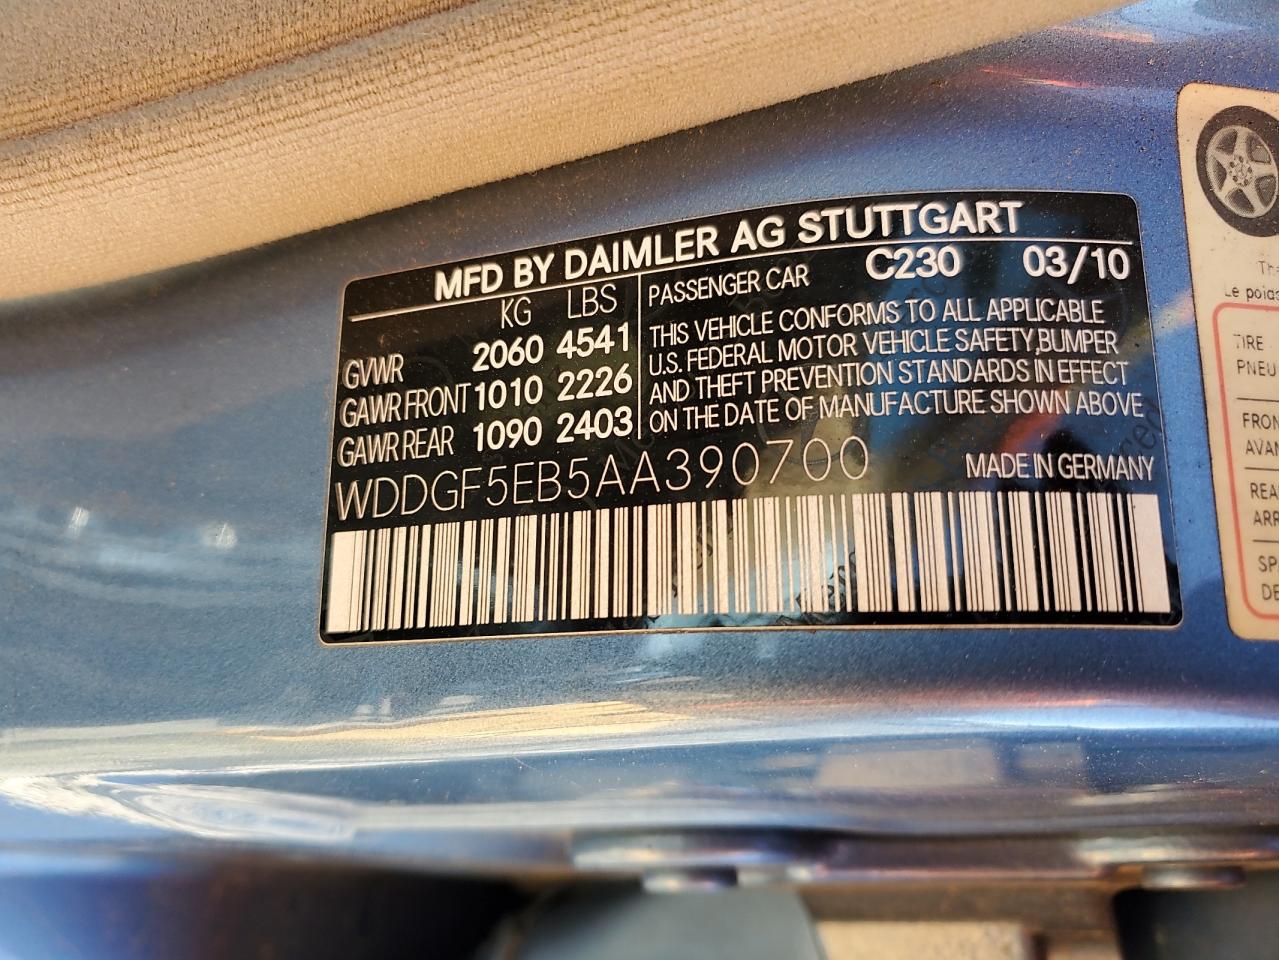 MFD BY DAIMLER AG STUTTGART
KG LBS
GVWR 2060 4541
GAWR FRONT 1010 2226
GAWR REAR 1090 2403
PASSENGER CAR C230 03/10
THIS VEHICLE CONFORMS TO ALL APPLICABLE
U.S. FEDERAL MOTOR VEHICLE SAFETY,BUMPER
AND THEFT PREVENTION STANDARDS IN EFFECT
ON THE DATE OF MANUFACTURE SHOWN ABOVE
WDDGF5EB5AA390700
MADE IN GERMANY
Th
Le poids
TIRE
PNEU
FRON
AVAN
REA
ARR
SP
DE